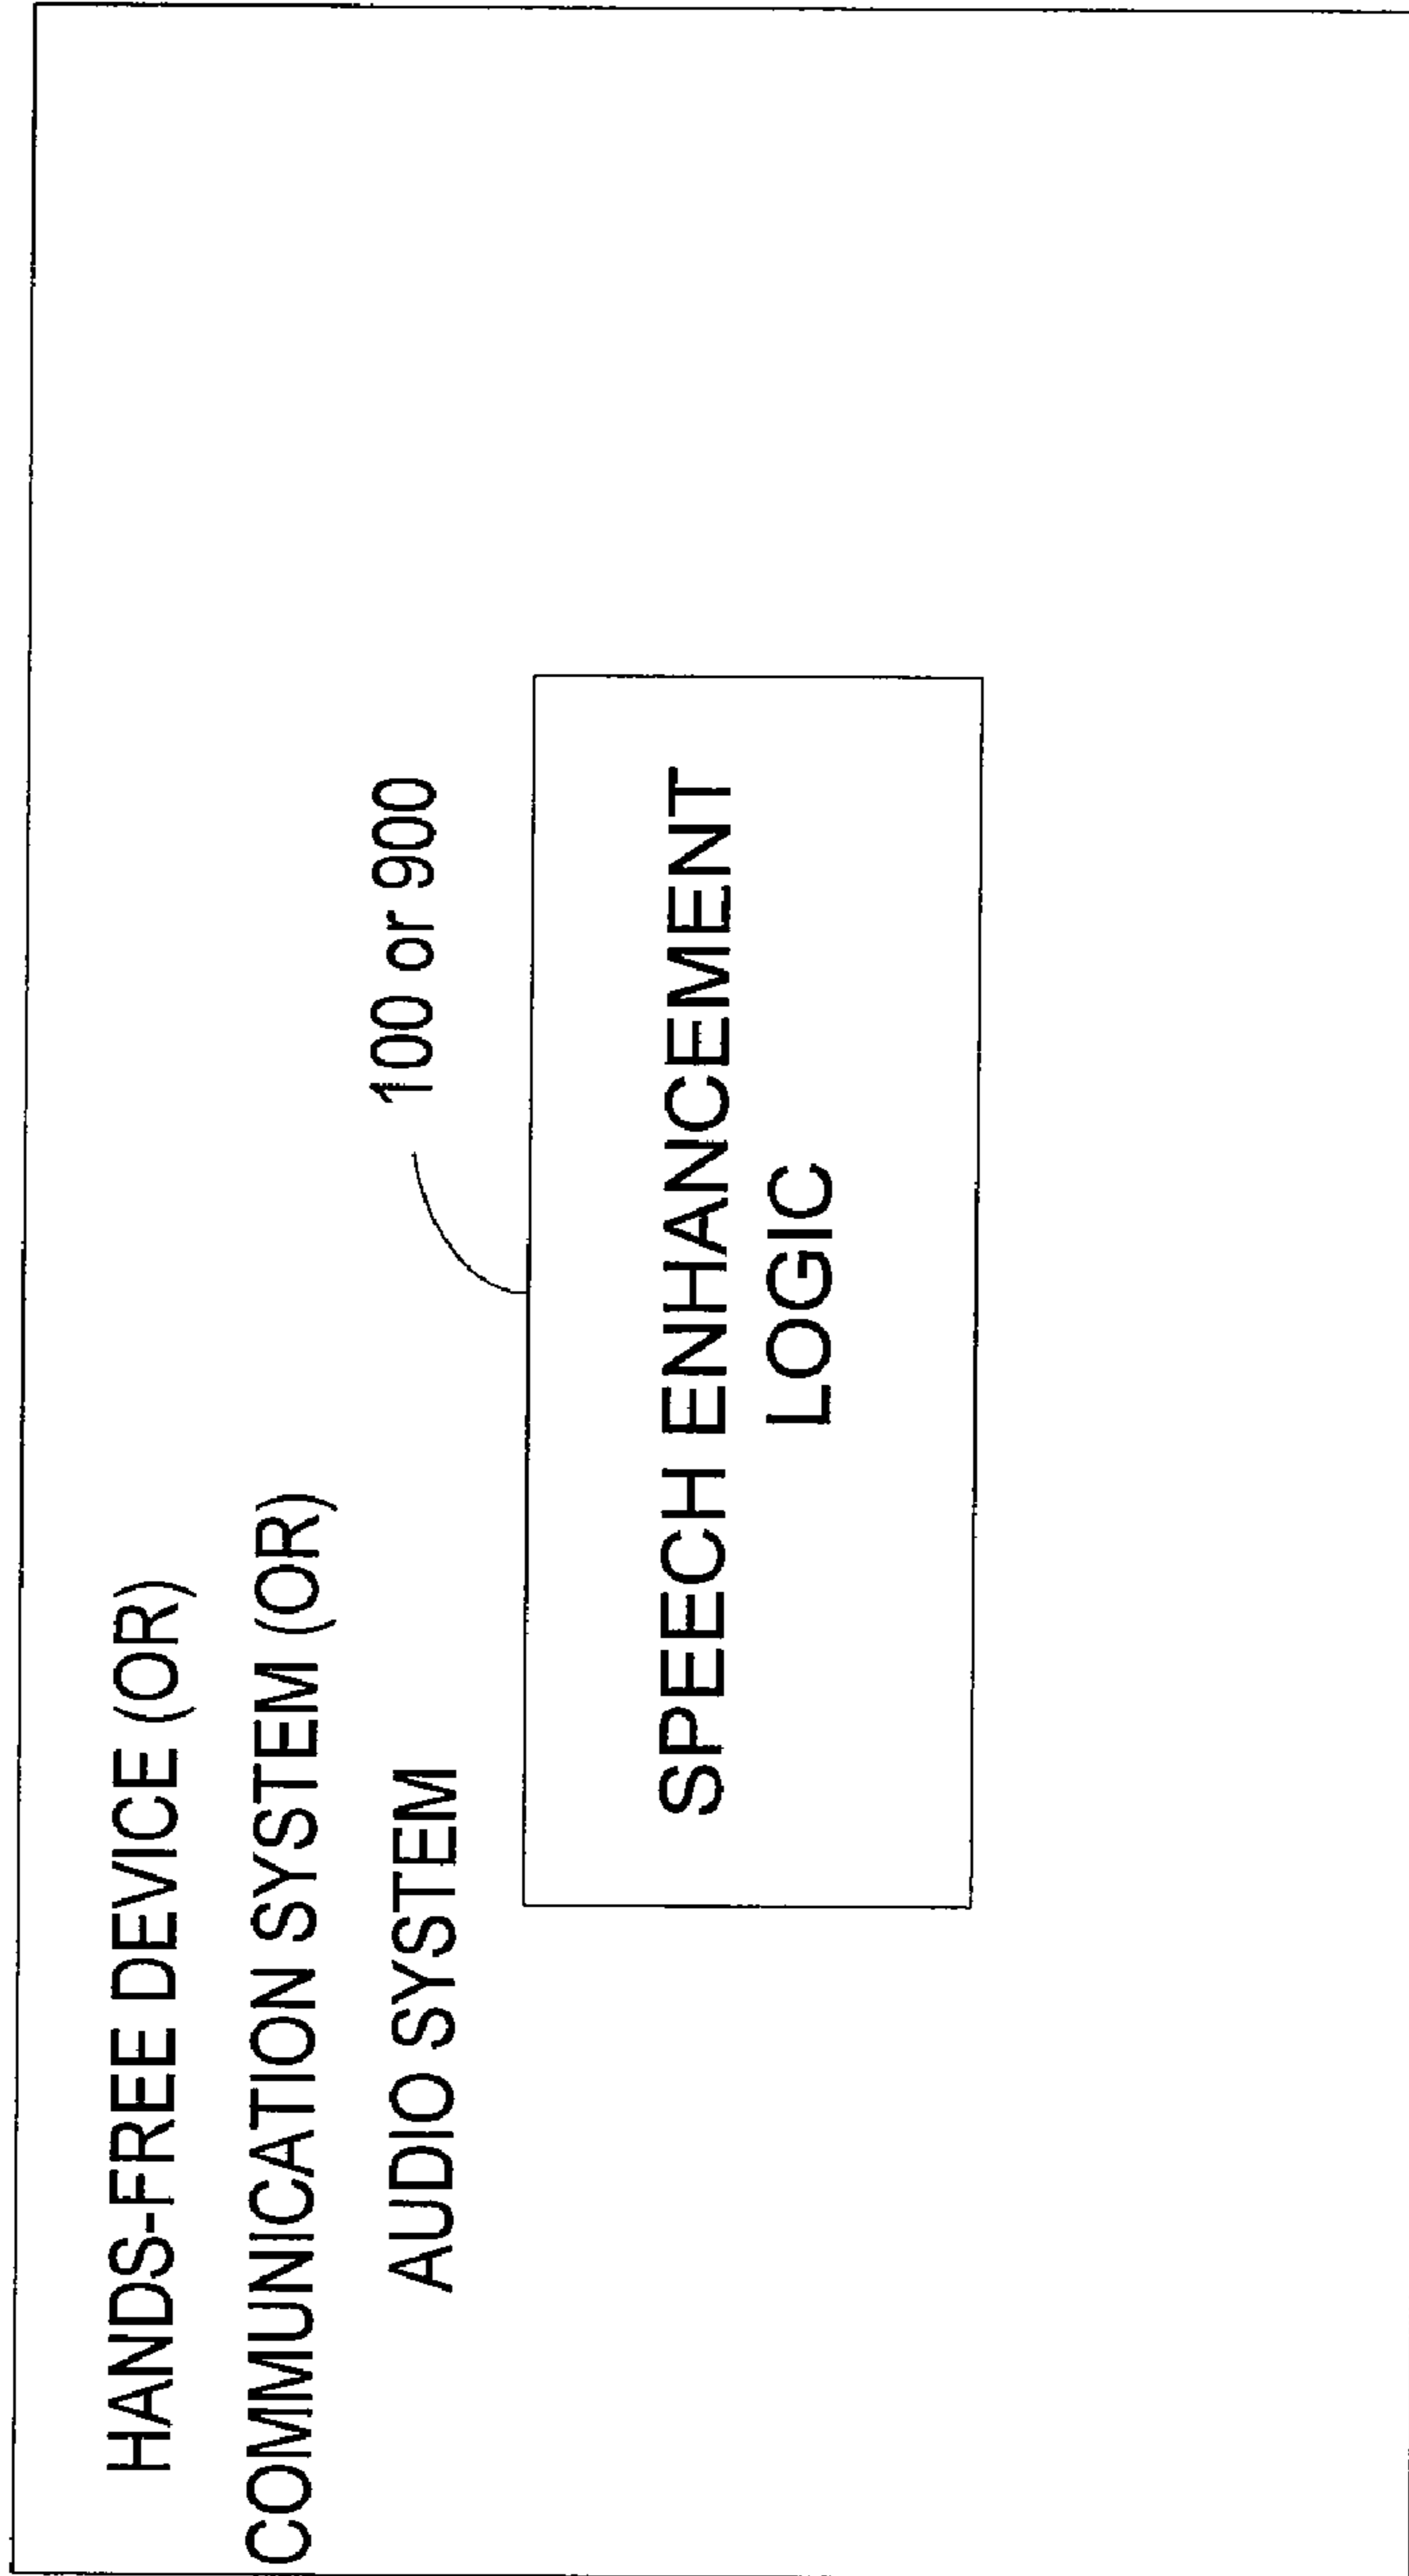 HANDS-FREE DEVICE (OR)
COMMUNICATION SYSTEM (OR)
AUDIO SYSTEM
100 or 900
SPEECH ENHANCEMENT
LOGIC